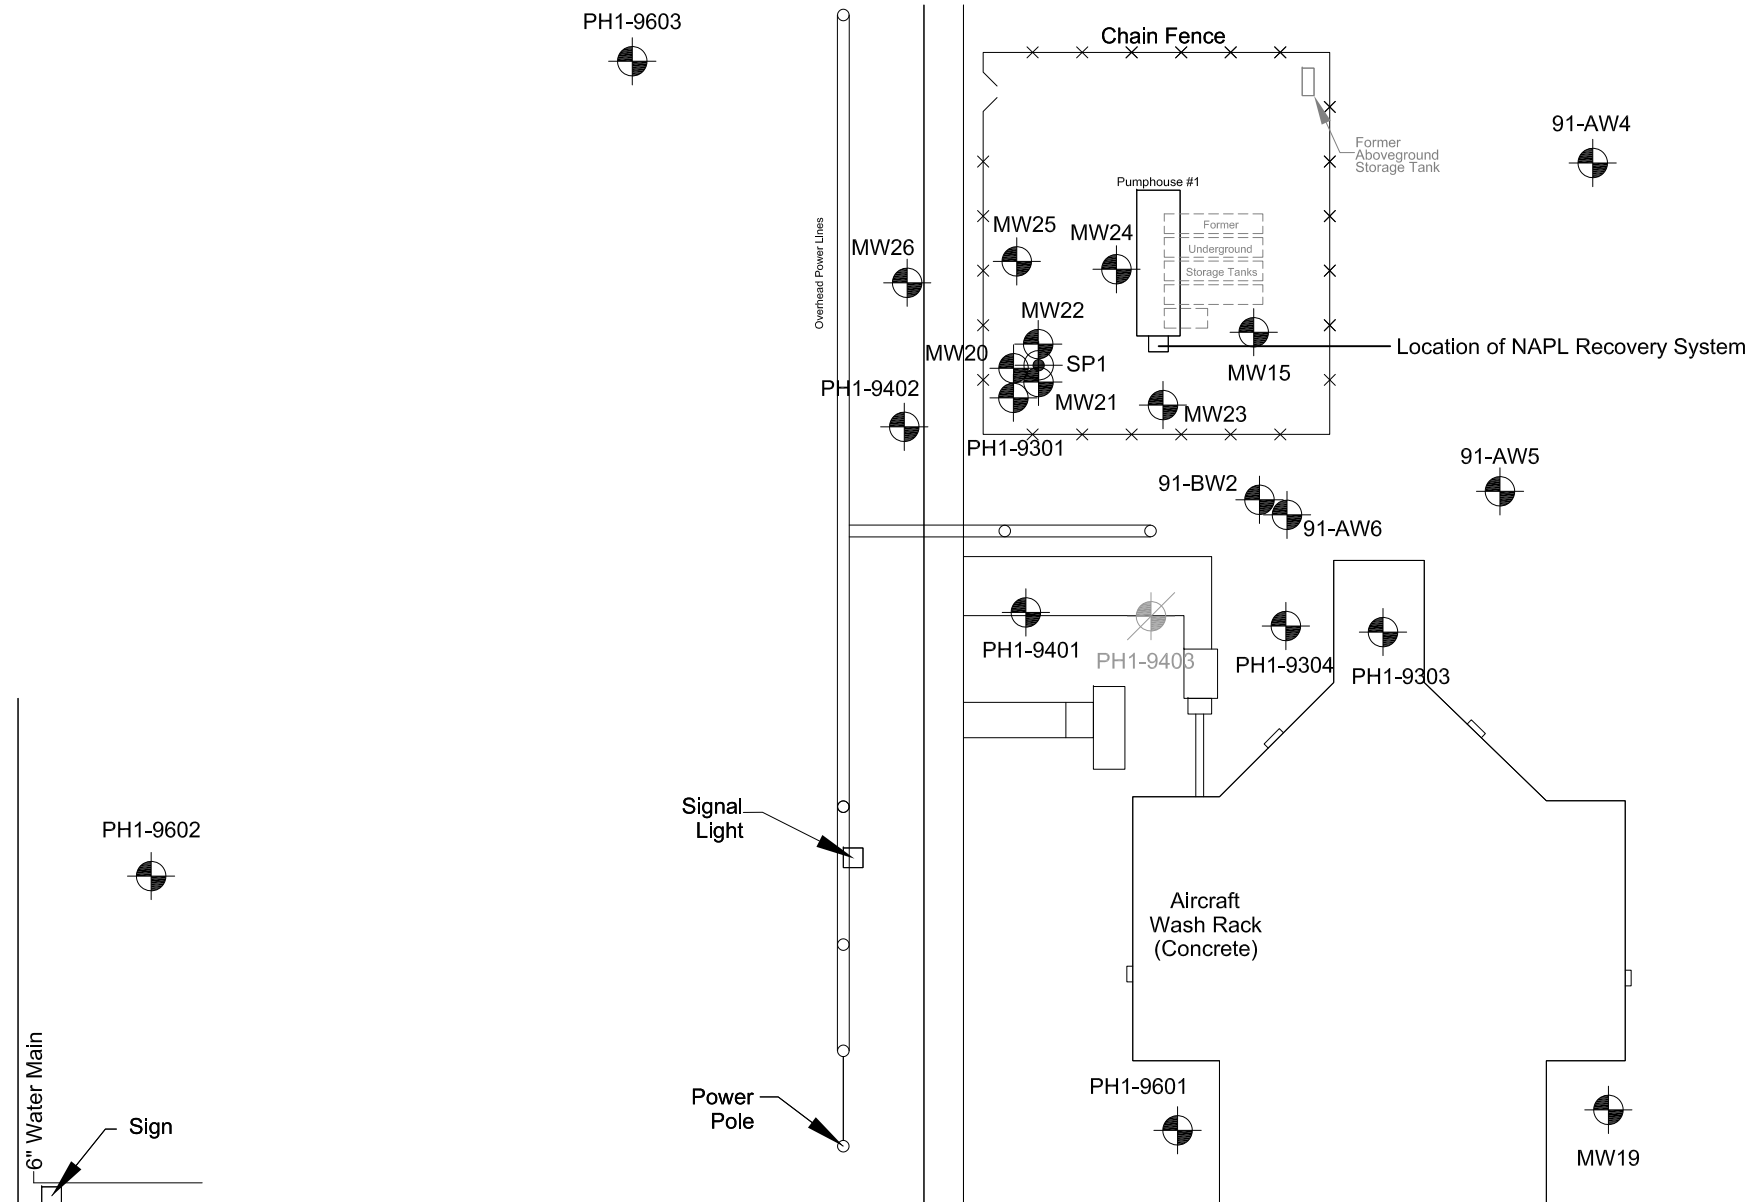 PH1-9603
Chain Fence
91-AW4
Former
Aboveground
Storage Tank
Pumphouse #1
Overhead Power LInes
MW25
MW24
Former
MW26
Underground
Storage Tanks
MW22
MW20
SP1
Location of NAPL Recovery System
MW15
PH1-9402
MW21
MW23
PH1-9301
91-AW5
91-BW2
91-AW6
PH1-9401
PH1-9403
PH1-9304
PH1-9303
Signal
Light
PH1-9602
Aircraft
Wash Rack
(Concrete)
6" Water Main
Sign
Power
Pole
PH1-9601
MW19